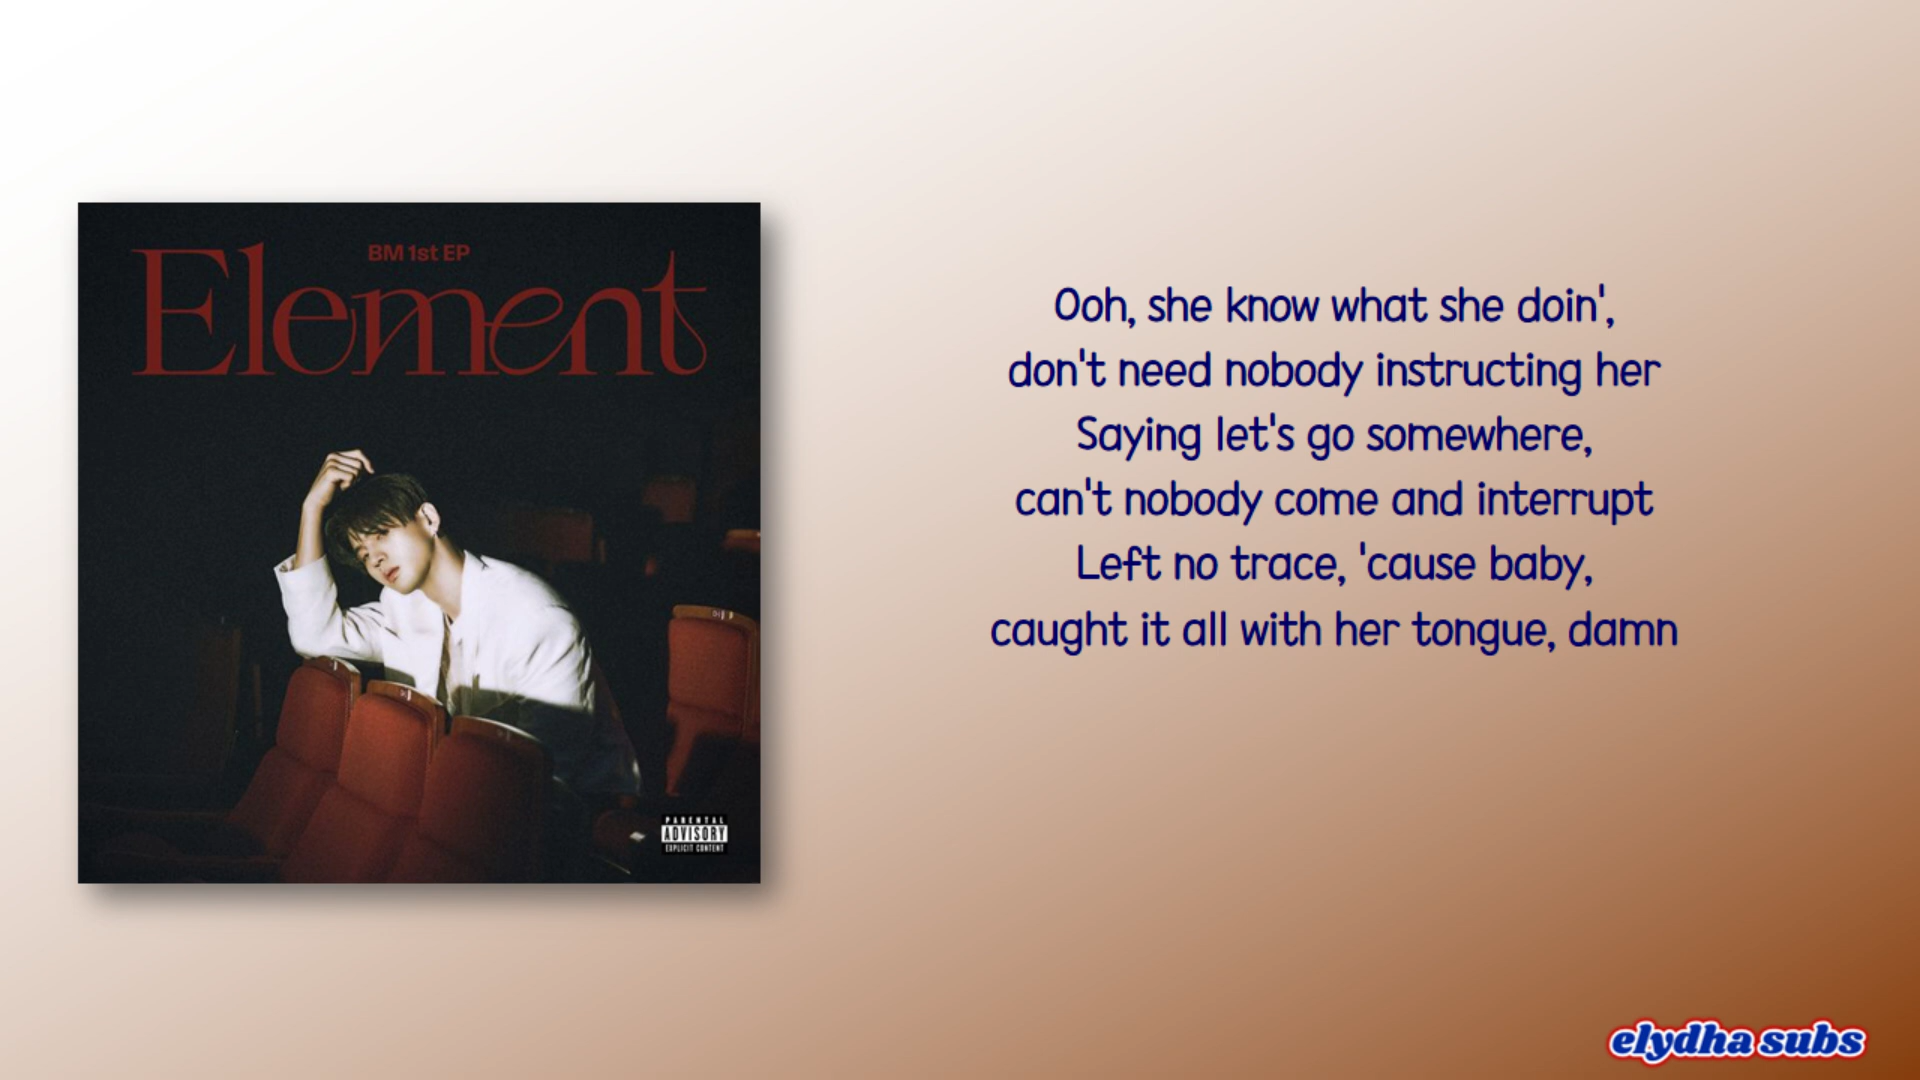 BM 1st EP
Element
PARENTAL
ADVISORY
EXPLICIT CONTENT
Ooh, she know what she doin',
don't need nobody instructing her
Saying let's go somewhere,
can't nobody come and interrupt
Left no trace, 'cause baby,
caught it all with her tongue, damn
elydha subs